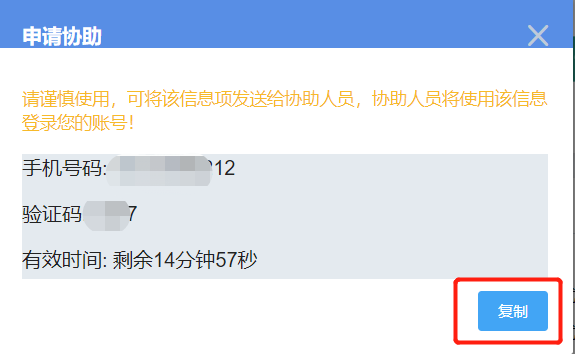 申请协助
请谨慎使用，可将该信息项发送给协助人员，协助人员将使用该信息
登录您的账号！
手机号码: 212
验证码 7
有效时间: 剩余14分钟57秒
复制